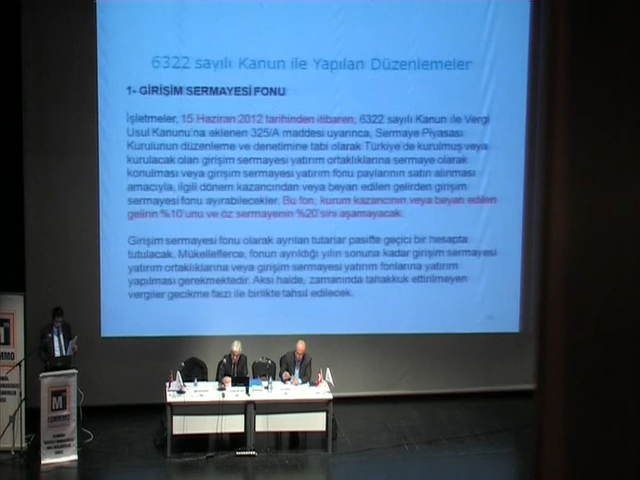 6322 sayılı Kanun ile Yapılan Düzenlemeler
1- GİRİŞİM SERMAYESİ FONU
İşletmeler, 15 Haziran 2012 tarihinden itibaren, 6322 sayılı Kanun ile Vergi
Usul Kanunu'na eklenen 325/A maddesi uyarınca, Sermaye Piyasası
Kurulunun düzenleme ve denetimine tabi olarak Türkiye'de kurulmuş veya
kurulacak olan girişim sermayesi yatırım ortaklıklarına sermaye olarak
konulması veya girişim sermayesi yatırım fonu paylarının satın alınması
amacıyla, ilgili dönem kazancından veya beyan edilen gelirden girişim
sermayesi fonu ayırabilecekler. Bu fon, kurum kazancının veya beyan edilen
gelirin %10'unu ve öz sermayenin %20'sini aşamayacak.
Girişim sermayesi fonu olarak ayrılan tutarlar pasifte geçici bir hesapta
tutulacak. Mükelleflerce, fonun ayrıldığı yılın sonuna kadar girişim sermayesi
yatırım ortaklıklarına veya girişim sermayesi yatırım fonlarına yatırım
yapılması gerekmektedir. Aksi halde, zamanında tahakkuk ettirilmeyen
vergiler gecikme faizi ile birlikte tahsil edilecek.